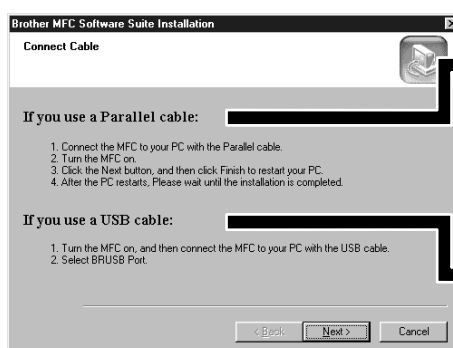 Brother MFC Software Suite Installation
Connect Cable
If you use a Parallel cable:
1. Connect the MFC to your PC with the Parallel cable.
2. Turn the MFC on.
3. Click the Next button, and then click Finish to restart your PC.
4. After the PC restarts, Please wait until the installation is completed.
If you use a USB cable:
1. Turn the MFC on, and then connect the MFC to your PC with the USB cable.
2. Select BRUSB Port.
< Back Next > Cancel